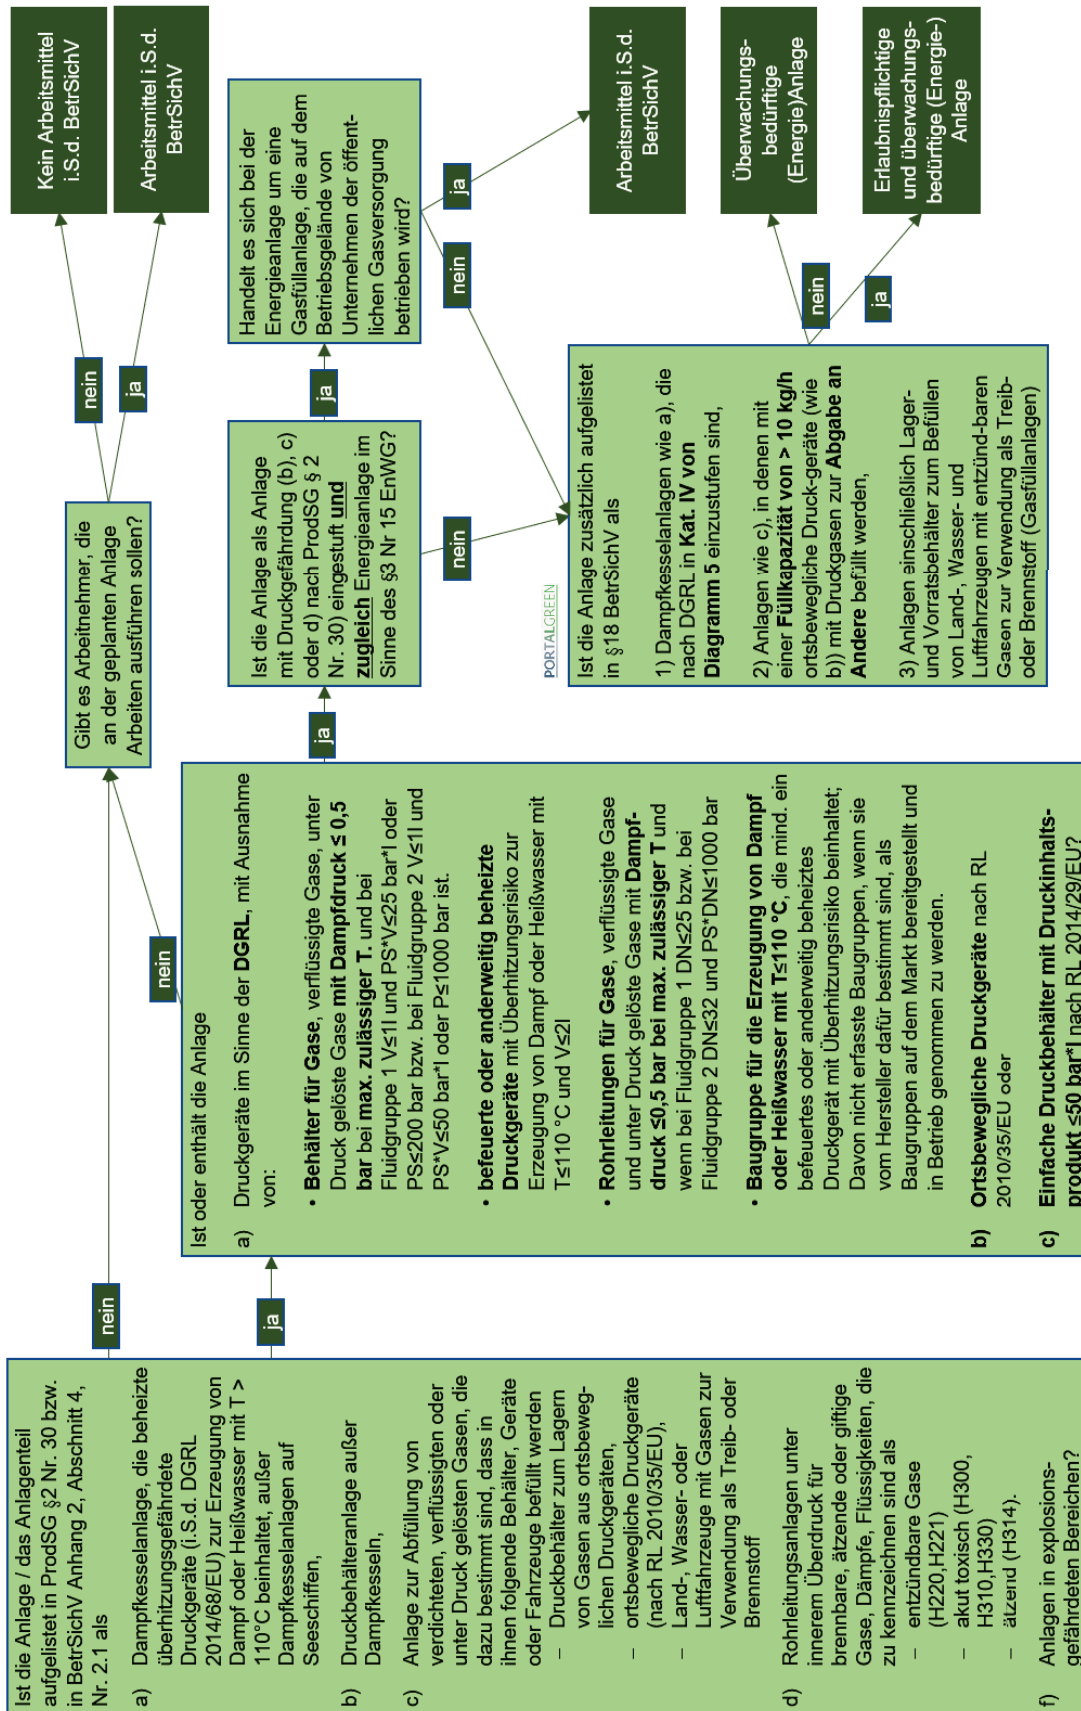 Ist die Anlage / das Anlagenteil
aufgelistet in ProdSG §2 Nr. 30 bzw.
in BetrSichV Anhang 2, Abschnitt 4,
Nr. 2.1 als
a) Dampfkesselanlage, die beheizte
überhitzungsgefährdete
Druckgeräte (i.S.d. DGRL
2014/68/EU) zur Erzeugung von
Dampf oder Heißwasser mit T >
110°C beinhaltet, außer
Dampfkesselanlagen auf
Seeschiffen,
b) Druckbehälteranlage außer
Dampfkesseln,
c) Anlage zur Abfüllung von
verdichteten, verflüssigten oder
unter Druck gelösten Gasen, die
dazu bestimmt sind, dass in
ihnen folgende Behälter, Geräte
oder Fahrzeuge befüllt werden
– Druckbehälter zum Lagern
von Gasen aus ortsbeweg-
lichen Druckgeräten,
– ortsbewegliche Druckgeräte
(nach RL 2010/35/EU),
– Land-, Wasser- oder
Luftfahrzeuge mit Gasen zur
Verwendung als Treib- oder
Brennstoff
d) Rohrleitungsanlagen unter
innerem Überdruck für
brennbare, ätzende oder giftige
Gase, Dämpfe, Flüssigkeiten, die
zu kennzeichnen sind als
– entzündbare Gase
(H220,H221)
– akut toxisch (H300,
H310,H330)
– ätzend (H314).
f) Anlagen in explosions-
gefährdeten Bereichen?
nein
ja
Ist oder enthält die Anlage
a) Druckgeräte im Sinne der DGRL, mit Ausnahme
von:
• Behälter für Gase, verflüssigte Gase, unter
Druck gelöste Gase mit Dampfdruck ≤ 0,5
bar bei max. zulässiger T. und bei
Fluidgruppe 1 V≤1l und PS*V≤25 bar*l oder
PS≤200 bar bzw. bei Fluidgruppe 2 V≤1l und
PS*V≤50 bar*l oder P≤1000 bar ist.
• befeuerte oder anderweitig beheizte
Druckgeräte mit Überhitzungsrisiko zur
Erzeugung von Dampf oder Heißwasser mit
T≤110 °C und V≤2l
• Rohrleitungen für Gase, verflüssigte Gase
und unter Druck gelöste Gase mit Dampf-
druck ≤0,5 bar bei max. zulässiger T und
wenn bei Fluidgruppe 1 DN≤25 bzw. bei
Fluidgruppe 2 DN≤32 und PS*DN≤1000 bar
• Baugruppe für die Erzeugung von Dampf
oder Heißwasser mit T≤110 °C, die mind. ein
befeuertes oder anderweitig beheiztes
Druckgerät mit Überhitzungsrisiko beinhaltet;
Davon nicht erfasste Baugruppen, wenn sie
vom Hersteller dafür bestimmt sind, als
Baugruppen auf dem Markt bereitgestellt und
in Betrieb genommen zu werden.
b) Ortsbewegliche Druckgeräte nach RL
2010/35/EU oder
c) Einfache Druckbehälter mit Druckinhalts-
produkt ≤50 bar*l nach RL 2014/29/EU?
nein
ja
Gibt es Arbeitnehmer, die
an der geplanten Anlage
Arbeiten ausführen sollen?
nein
ja
Kein Arbeitsmittel
i.S.d. BetrSichV
Arbeitsmittel i.S.d.
BetrSichV
Ist die Anlage als Anlage
mit Druckgefährdung (b), c)
oder d) nach ProdSG § 2
Nr. 30) eingestuft und
zugleich Energieanlage im
Sinne des §3 Nr 15 EnWG?
ja
nein
Handelt es sich bei der
Energieanlage um eine
Gasfüllanlage, die auf dem
Betriebsgelände von
Unternehmen der öffent-
lichen Gasversorgung
betrieben wird?
nein
ja
Arbeitsmittel i.S.d.
BetrSichV
PORTALGREEN
Ist die Anlage zusätzlich aufgelistet
in §18 BetrSichV als
1) Dampfkesselanlagen wie a), die
nach DGRL in Kat. IV von
Diagramm 5 einzustufen sind,
2) Anlagen wie c), in denen mit
einer Füllkapazität von > 10 kg/h
ortsbewegliche Druck-geräte (wie
b)) mit Druckgasen zur Abgabe an
Andere befüllt werden,
3) Anlagen einschließlich Lager-
und Vorratsbehälter zum Befüllen
von Land-, Wasser- und
Luftfahrzeugen mit entzünd-baren
Gasen zur Verwendung als Treib-
oder Brennstoff (Gasfüllanlagen)
nein
ja
Überwachungs-
bedürftige
(Energie)Anlage
Erlaubnispflichtige
und überwachungs-
bedürftige (Energie-)
Anlage